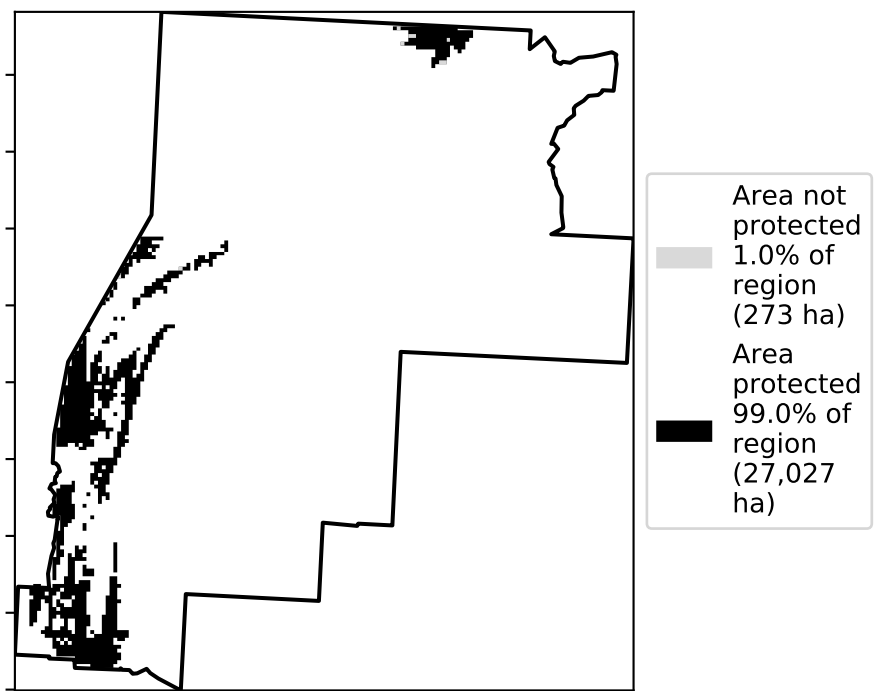 Area not
protected
1.0% of
region
(273 ha)
Area
protected
99.0% of
region
(27,027
ha)